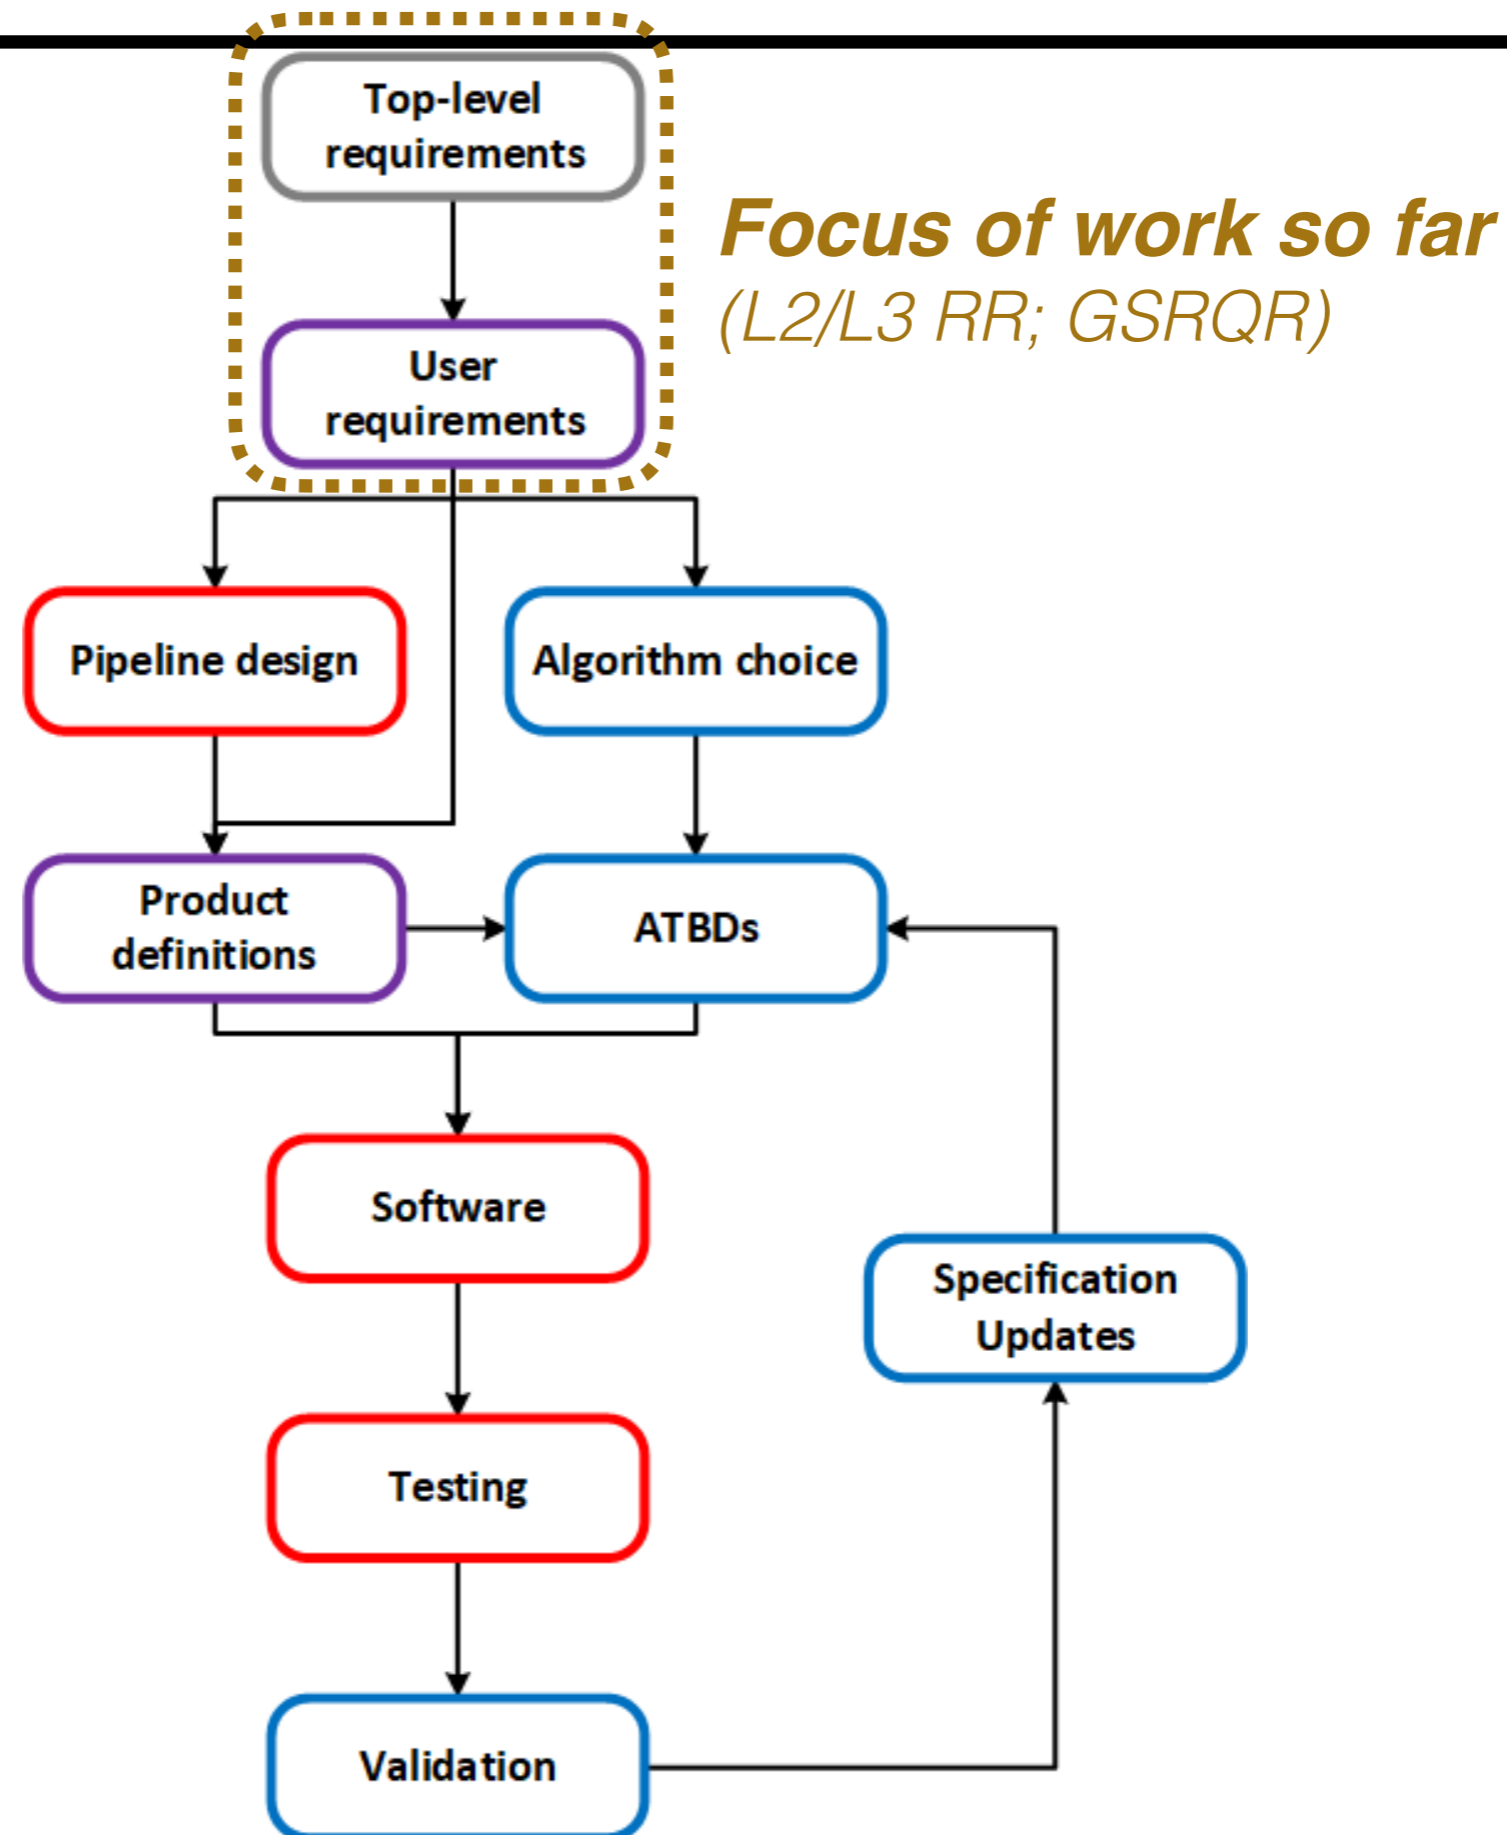 Top-level
requirements
Focus of work so far
(L2/L3 RR; GSRQR)
User
requirements
Pipeline design
Algorithm choice
Product
definitions
ATBDs
Software
Specification
Updates
Testing
Validation